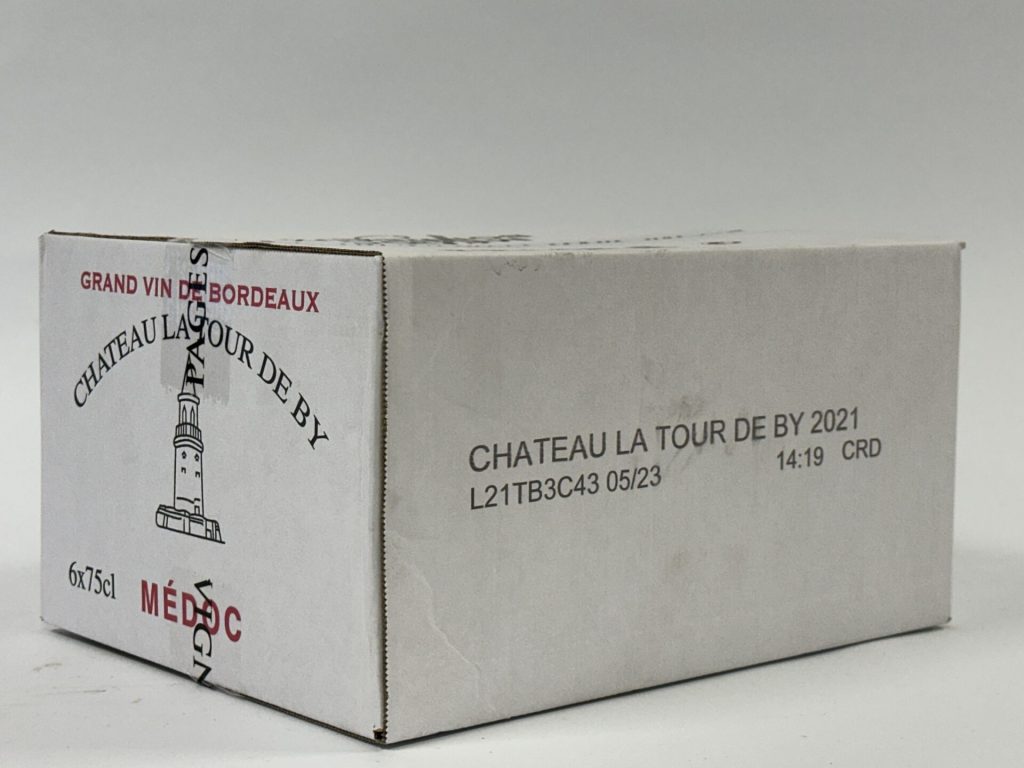 GRAND VIN DE BORDEAUX
CHATEAU LA TOUR DE BY
6x75cl
MÉDOC
PAGES
VIGN
CHATEAU LA TOUR DE BY 2021
L21TB3C43 05/23 14:19 CRD